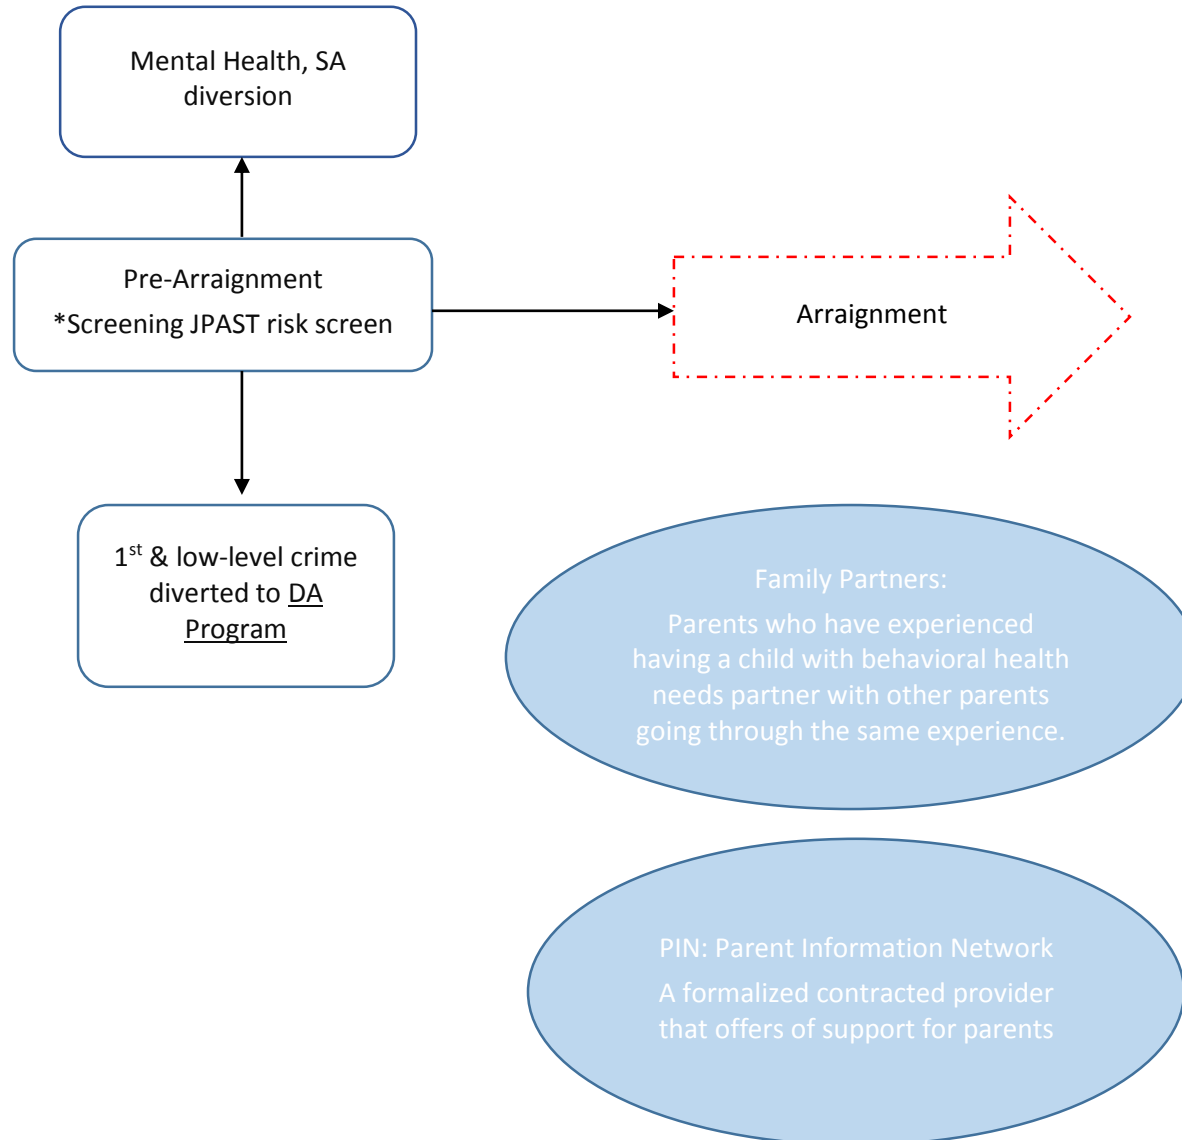 Mental Health, SA
diversion
Pre-Arraignment
*Screening JPAST risk screen
Arraignment
1st & low-level crime
diverted to DA
Program
Family Partners:
Parents who have experienced
having a child with behavioral health
needs partner with other parents
going through the same experience.
PIN: Parent Information Network
A formalized contracted provider
that offers of support for parents